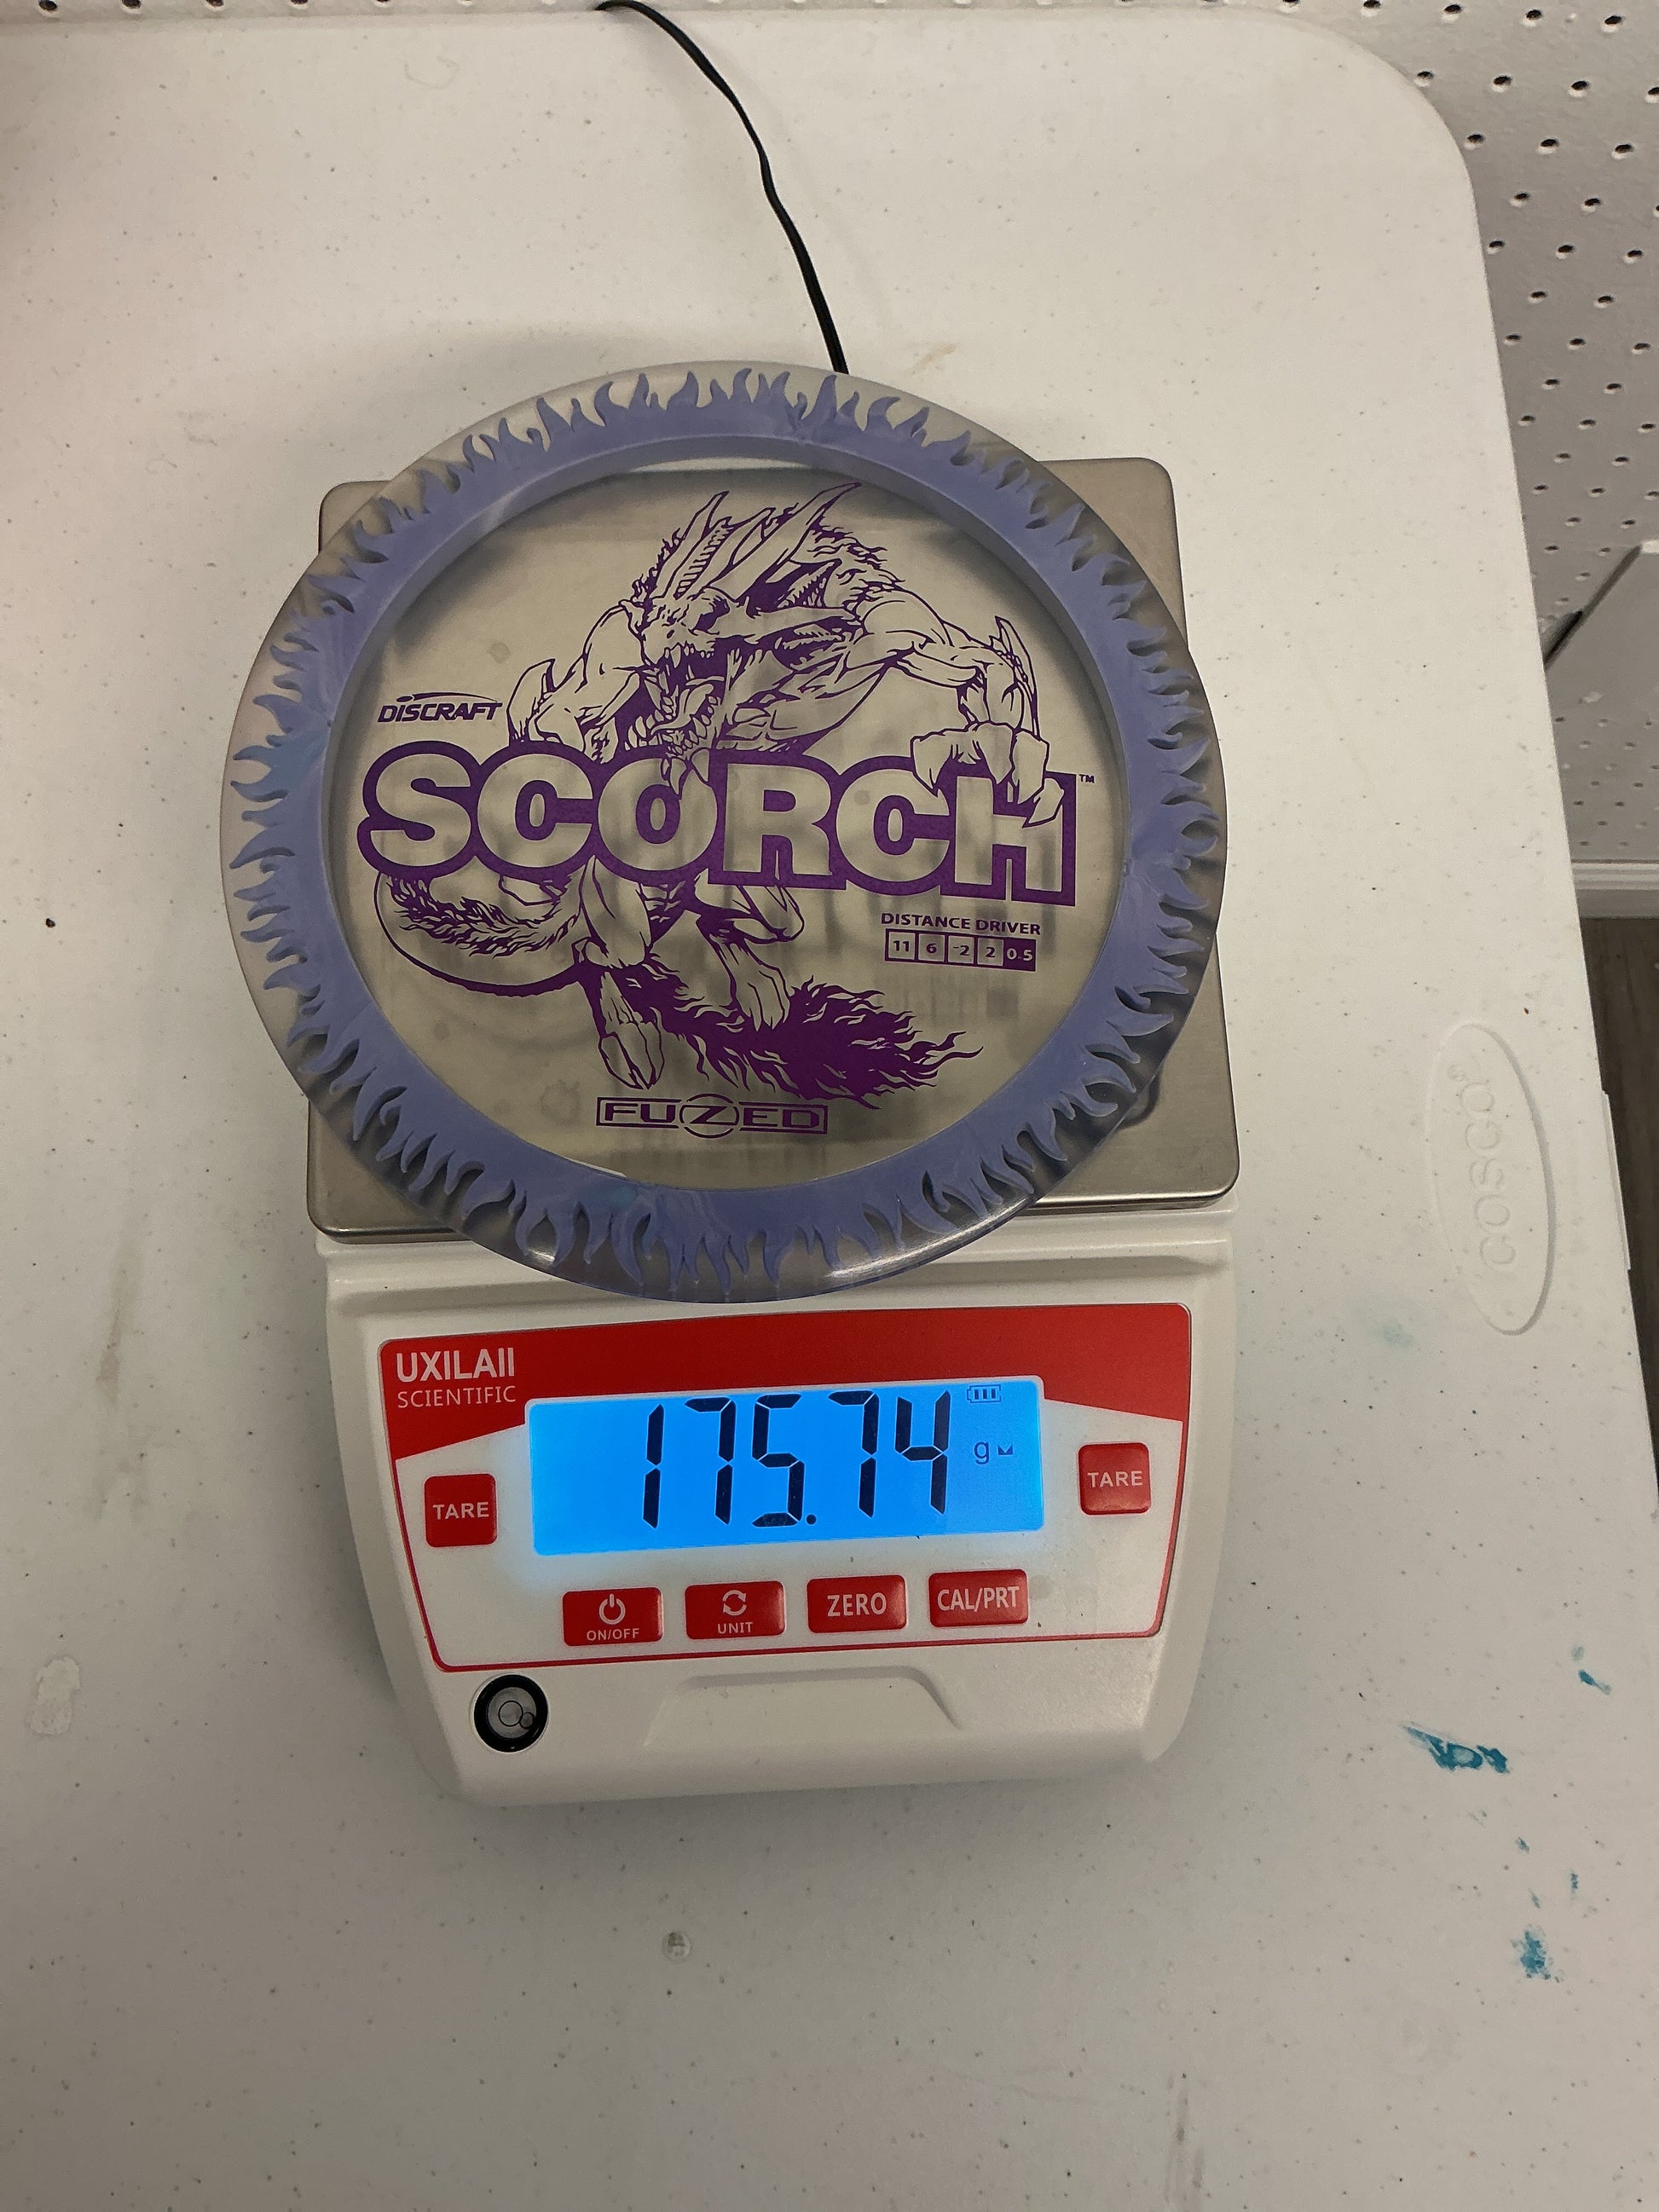 DISCRAFT
SCORCH™
DISTANCE DRIVER
11 6 -2 2 0.5
FUZED
COSCO
UXILAII
SCIENTIFIC
175.74 g
TARE
TARE
ON/OFF
UNIT
ZERO
CAL/PRT